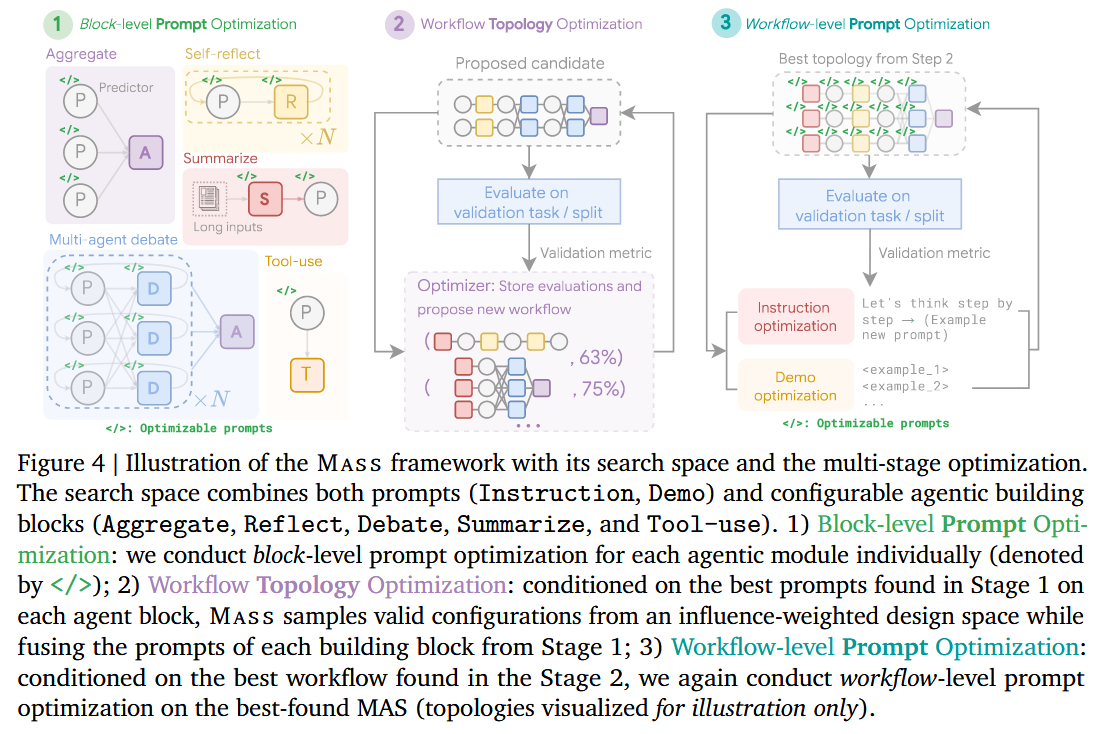 1 Block-level Prompt Optimization
Aggregate
</>
P
Predictor
</>
P
A
</>
P
Self-reflect
</>
</>
P
R
×N
Summarize
</>
</>
S
P
Long inputs
Multi-agent debate
</>
</>
P
D
</>
</>
P
D
A
</>
</>
P
D
×N
Tool-use
</>
P
T
</>: Optimizable prompts
2 Workflow Topology Optimization
Proposed candidate
Evaluate on
validation task / split
Validation metric
Optimizer: Store evaluations and
propose new workflow
( , 63%)
( , 75%)
...
3 Workflow-level Prompt Optimization
Best topology from Step 2
</> </> </> </> </>
</> </> </> </> </>
</> </> </> </> </>
Evaluate on
validation task / split
Validation metric
Instruction
optimization
Let's think step by
step → (Example
new prompt)
Demo
optimization
<example_1>
<example_2>
...
</>: Optimizable prompts
Figure 4 | Illustration of the MASS framework with its search space and the multi-stage optimization.
The search space combines both prompts (Instruction, Demo) and configurable agentic building
blocks (Aggregate, Reflect, Debate, Summarize, and Tool-use). 1) Block-level Prompt Opti-
mization: we conduct block-level prompt optimization for each agentic module individually (denoted
by </>); 2) Workflow Topology Optimization: conditioned on the best prompts found in Stage 1 on
each agent block, MASS samples valid configurations from an influence-weighted design space while
fusing the prompts of each building block from Stage 1; 3) Workflow-level Prompt Optimization:
conditioned on the best workflow found in the Stage 2, we again conduct workflow-level prompt
optimization on the best-found MAS (topologies visualized for illustration only).